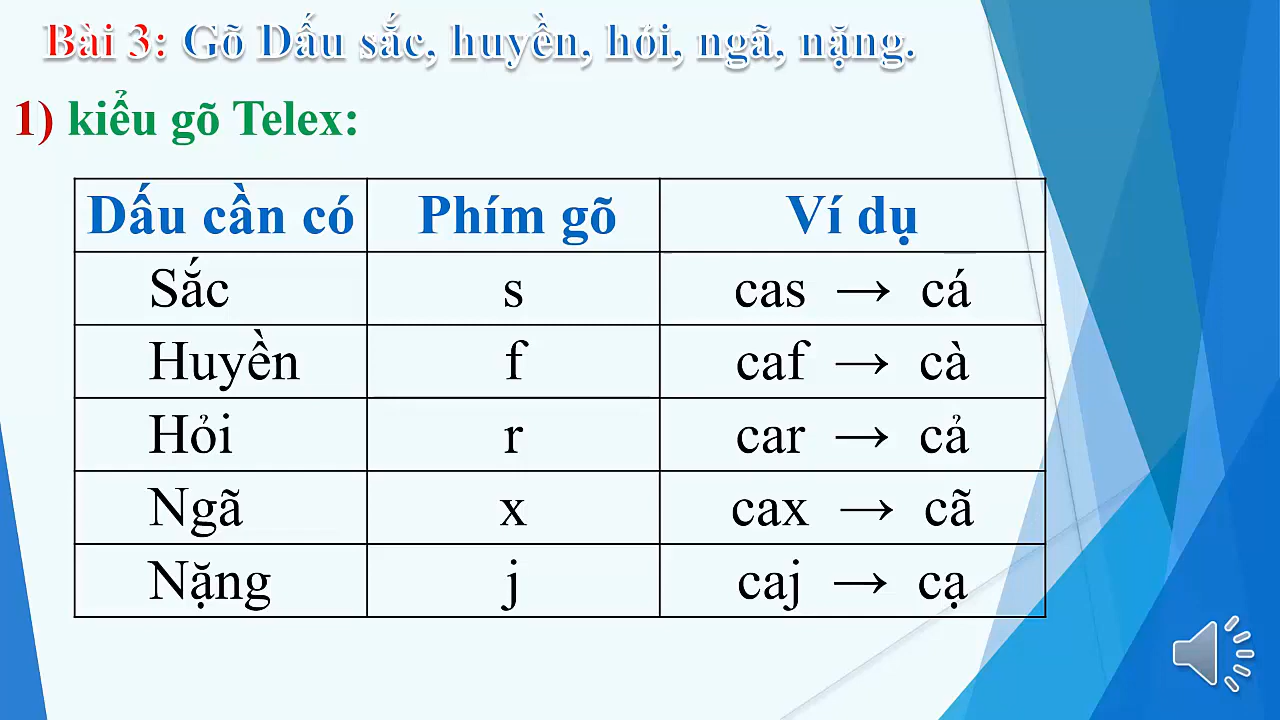 Bài 3: Gõ Dấu sắc, huyền, hỏi, ngã, nặng.
1) kiểu gõ Telex:
Dấu cần có Phím gõ Ví dụ
Sắc s cas → cá
Huyền f caf → cà
Hỏi r car → cả
Ngã x cax → cã
Nặng j caj → cạ